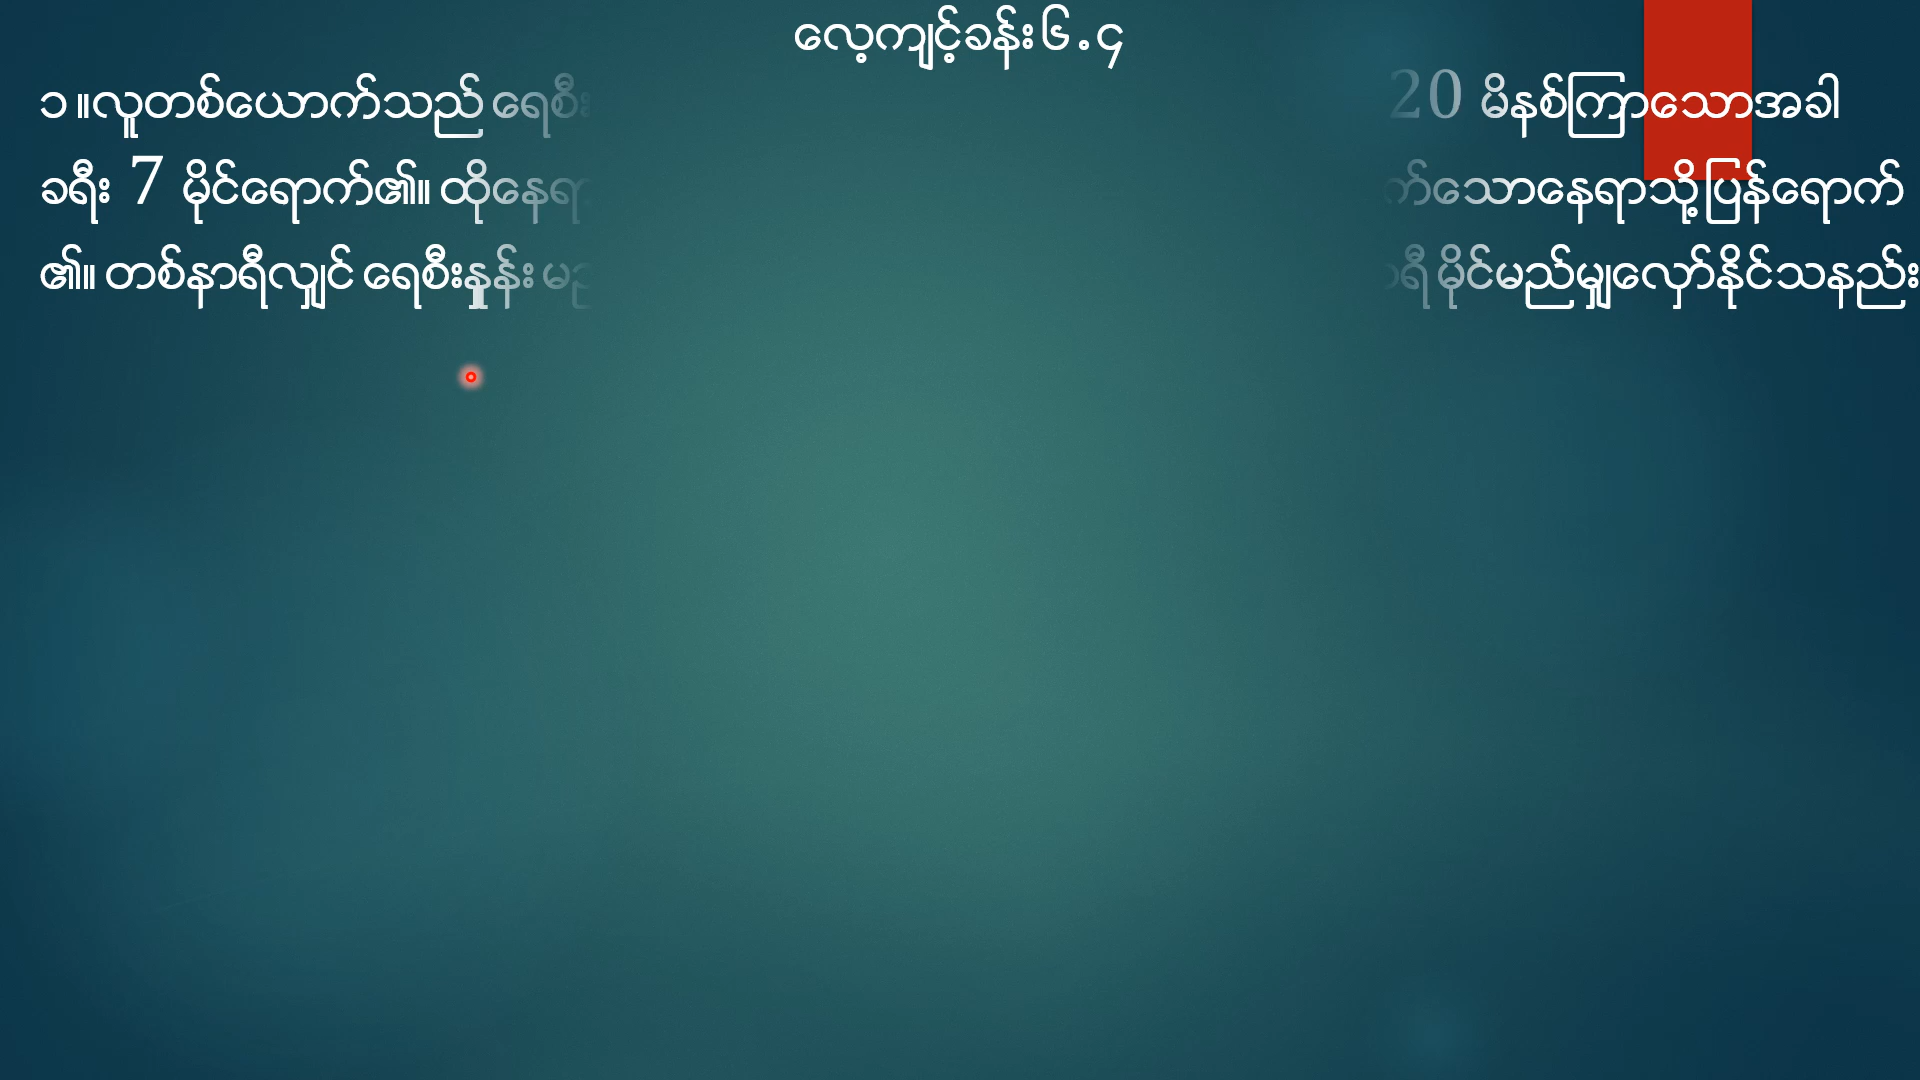 လေ့ကျင့်ခန်း၆.၄
၁။လူတစ်ယောက်သည် ရေစီး 20 မိနစ်ကြာသောအခါ
ခရီး 7 မိုင်ရောက်၏။ ထိုနေရာ က်သောနေရာသို့ပြန်ရောက်
၏။ တစ်နာရီလျှင် ရေစီးနှုန်း ရီ မိုင်မည်မျှလှော်နိုင်သနည်း